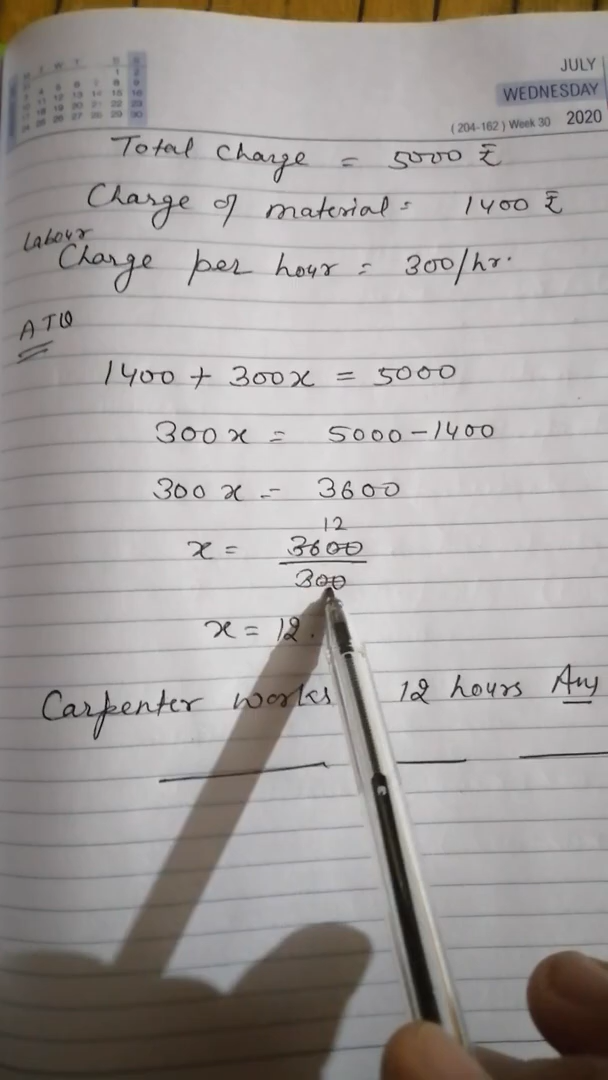 JULY
WEDNESDAY
(204-162) Week 30 2020
Total Charge = 5000 ₹
Charge of material = 1400 ₹
Labour
Charge per hour = 300/hr.
ATQ
1400 + 300x = 5000
300x = 5000-1400
300x = 3600
12
x = 3600
300
x = 12.
Carpenter works 12 hours Ans